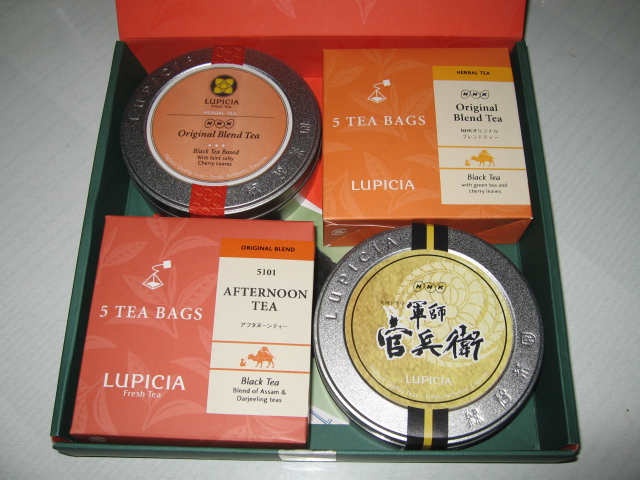 LUPICIA
LUPICIA
Fresh Tea
HERBAL TEA
NHK
Original Blend Tea
Black Tea Based
With faint salty
Cherry Leaves
5 TEA BAGS
LUPICIA
HERBAL TEA
NHK
Original
Blend Tea
NHKオリジナル
ブレンドティー
Black Tea
with green tea and
cherry leaves
5 TEA BAGS
LUPICIA
Fresh Tea
ORIGINAL BLEND
5101
AFTERNOON
TEA
アフタヌーンティー
Black Tea
Blend of Assam &
Darjeeling teas
LUPICIA
NHK
軍師
官兵衛
LUPICIA